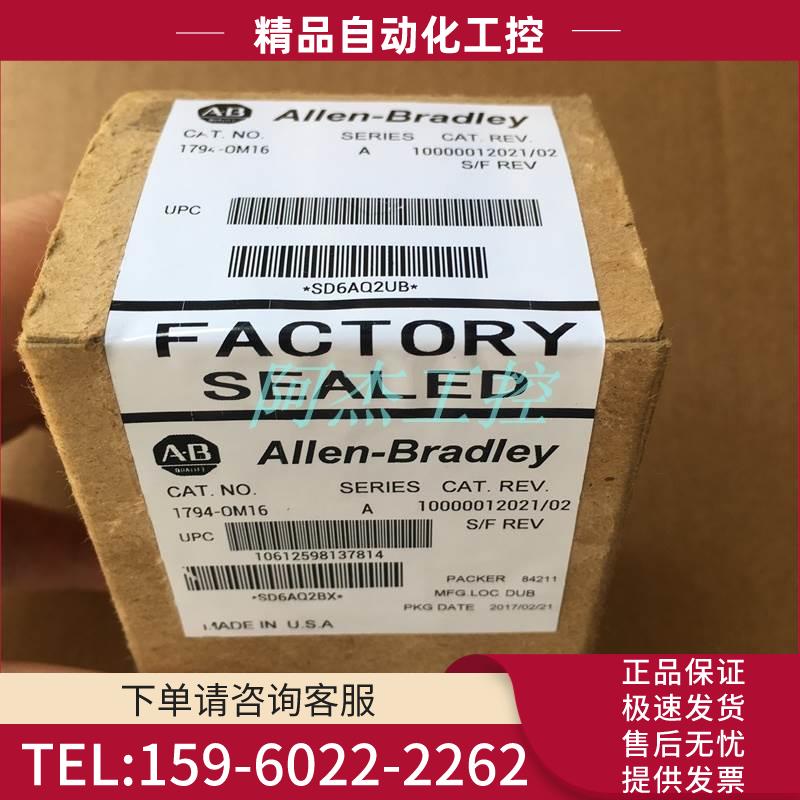 精品自动化工控
A·B
QUALITY
Allen-Bradley
CAT. NO. SERIES CAT. REV.
1794-OM16 A 10000012021/02
S/F REV
UPC
*SD6AQ2UB*
FACTORY
SEALED
阿杰工控
A·B
QUALITY
Allen-Bradley
CAT. NO. SERIES CAT. REV.
1794-OM16 A 10000012021/02
S/F REV
UPC
10612598137814
PACKER 84211
*SD6AQ2BX*
MFG.LOC DUB
PKG DATE 2017/02/21
MADE IN U.S.A
下单请咨询客服
TEL:159-6022-2262
正品保证
极速发货
售后无忧
提供发票